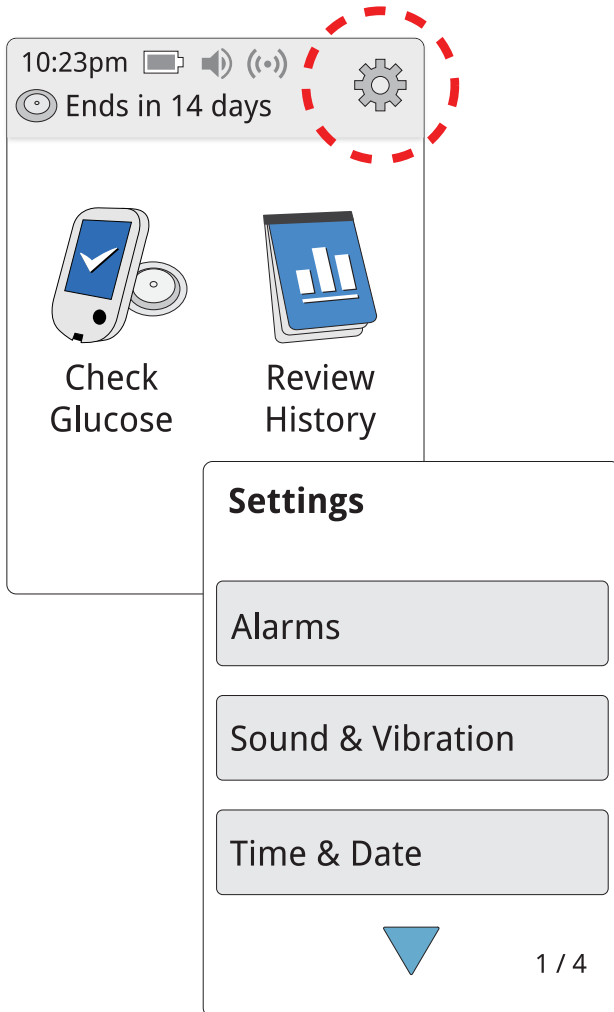 10:23pm
Ends in 14 days
Check
Glucose
Review
History
Settings
Alarms
Sound & Vibration
Time & Date
1 / 4